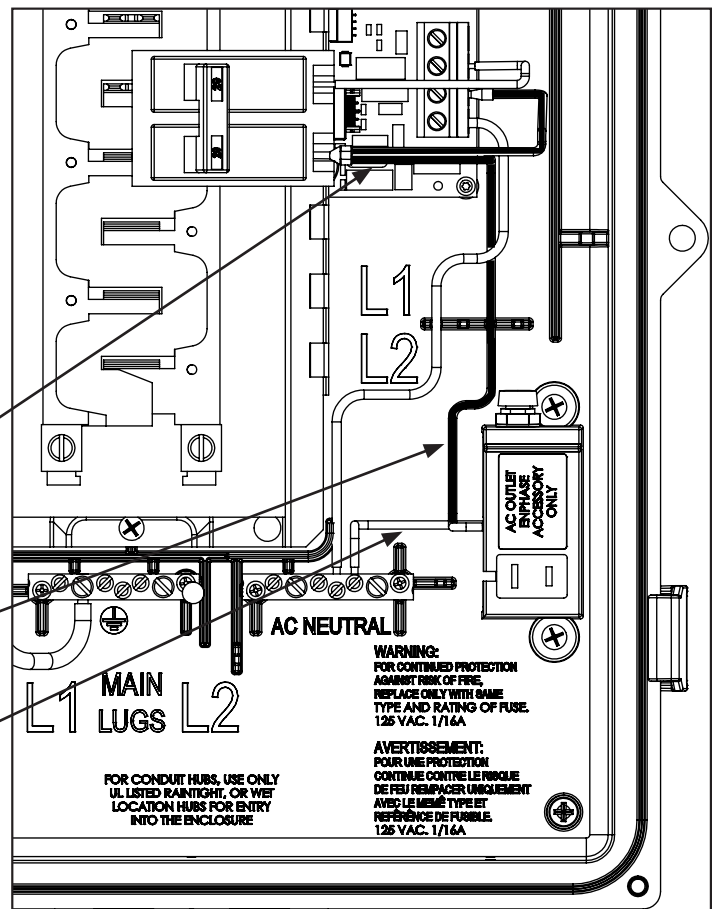 20
20
L1
L2
AC OUTLET
ENPHASE
ACCESSORY
ONLY
AC NEUTRAL
L1 MAIN LUGS L2
WARNING:
FOR CONTINUED PROTECTION
AGAINST RISK OF FIRE,
REPLACE ONLY WITH SAME
TYPE AND RATING OF FUSE.
125 VAC. 1/16A
AVERTISSEMENT:
POUR UNE PROTECTION
CONTINUE CONTRE LE RISQUE
DE FEU REMPACER UNIQUEMENT
AVEC LE MEMÊ TYPE ET
REFÉRÊNCE DE FUSIBLE.
125 VAC. 1/16A
FOR CONDUIT HUBS, USE ONLY
UL LISTED RAINTIGHT, OR WET
LOCATION HUBS FOR ENTRY
INTO THE ENCLOSURE